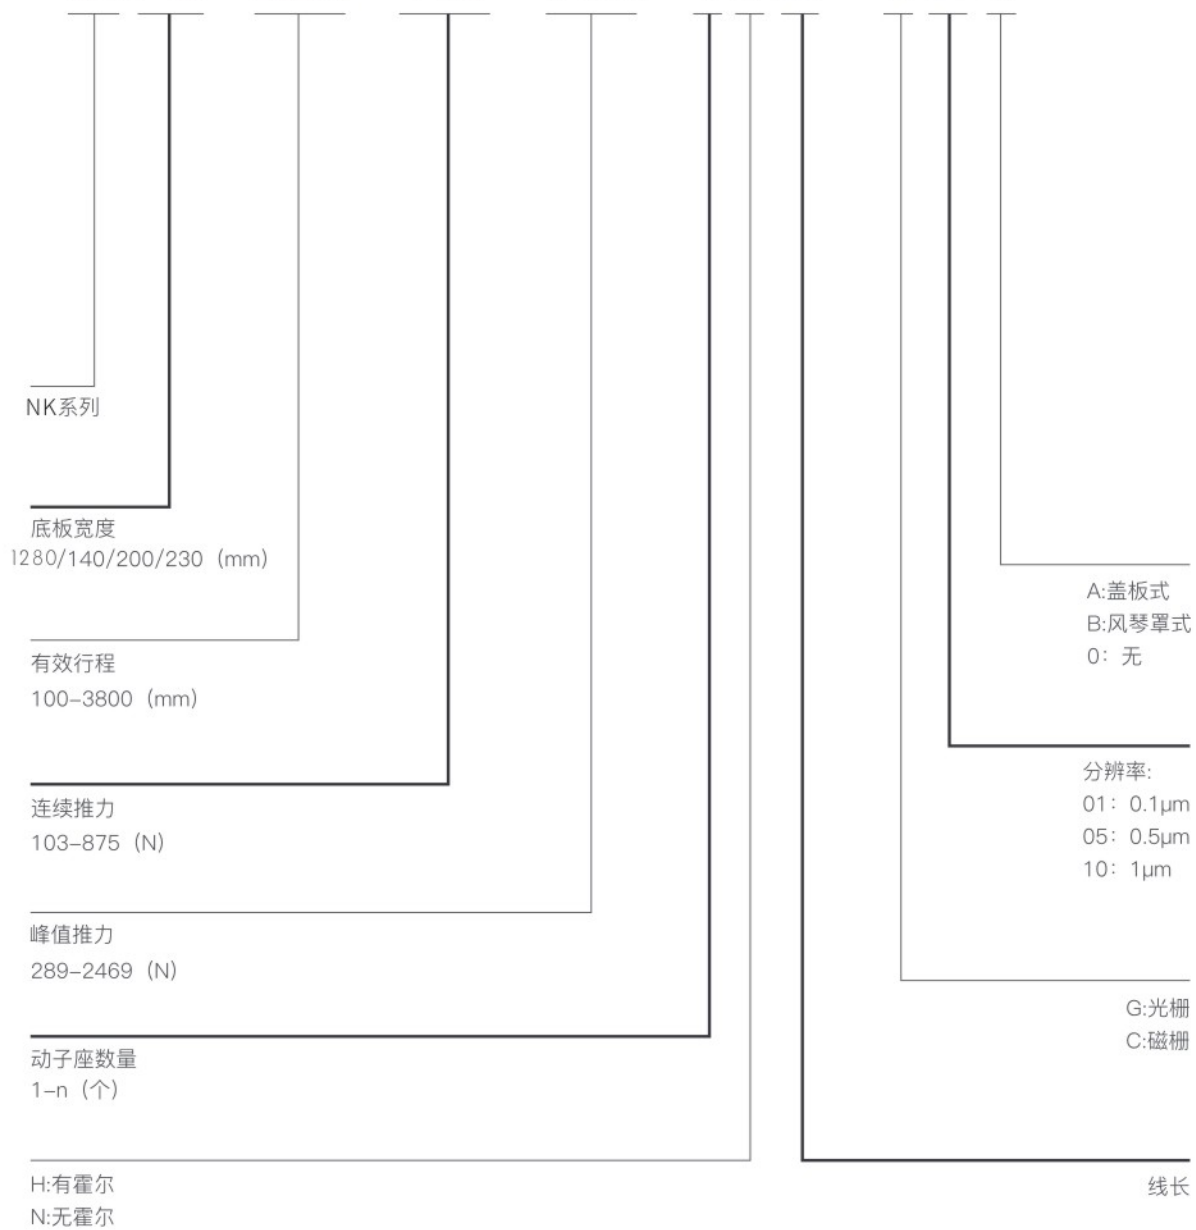 NK系列
底板宽度
1280/140/200/230（mm）
有效行程
100-3800（mm）
连续推力
103-875（N）
峰值推力
289-2469（N）
动子座数量
1-n（个）
H:有霍尔
N:无霍尔
A:盖板式
B:风琴罩式
0：无
分辨率:
01：0.1μm
05：0.5μm
10：1μm
G:光栅
C:磁栅
线长